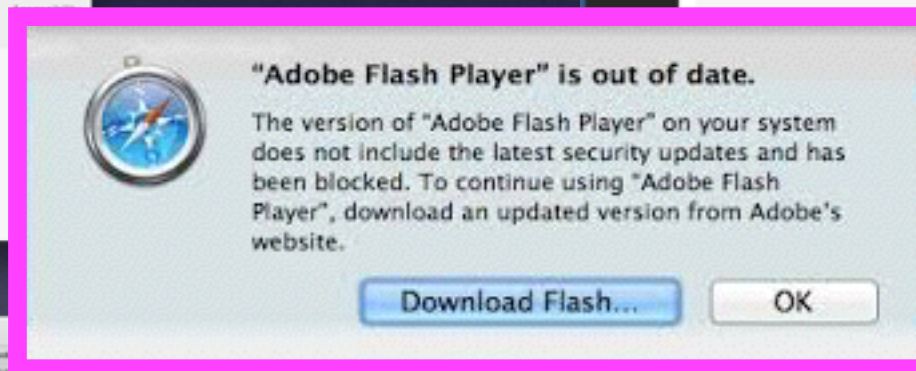 "Adobe Flash Player" is out of date.
The version of "Adobe Flash Player" on your system
does not include the latest security updates and has
been blocked. To continue using "Adobe Flash
Player", download an updated version from Adobe's
website.
Download Flash...
OK